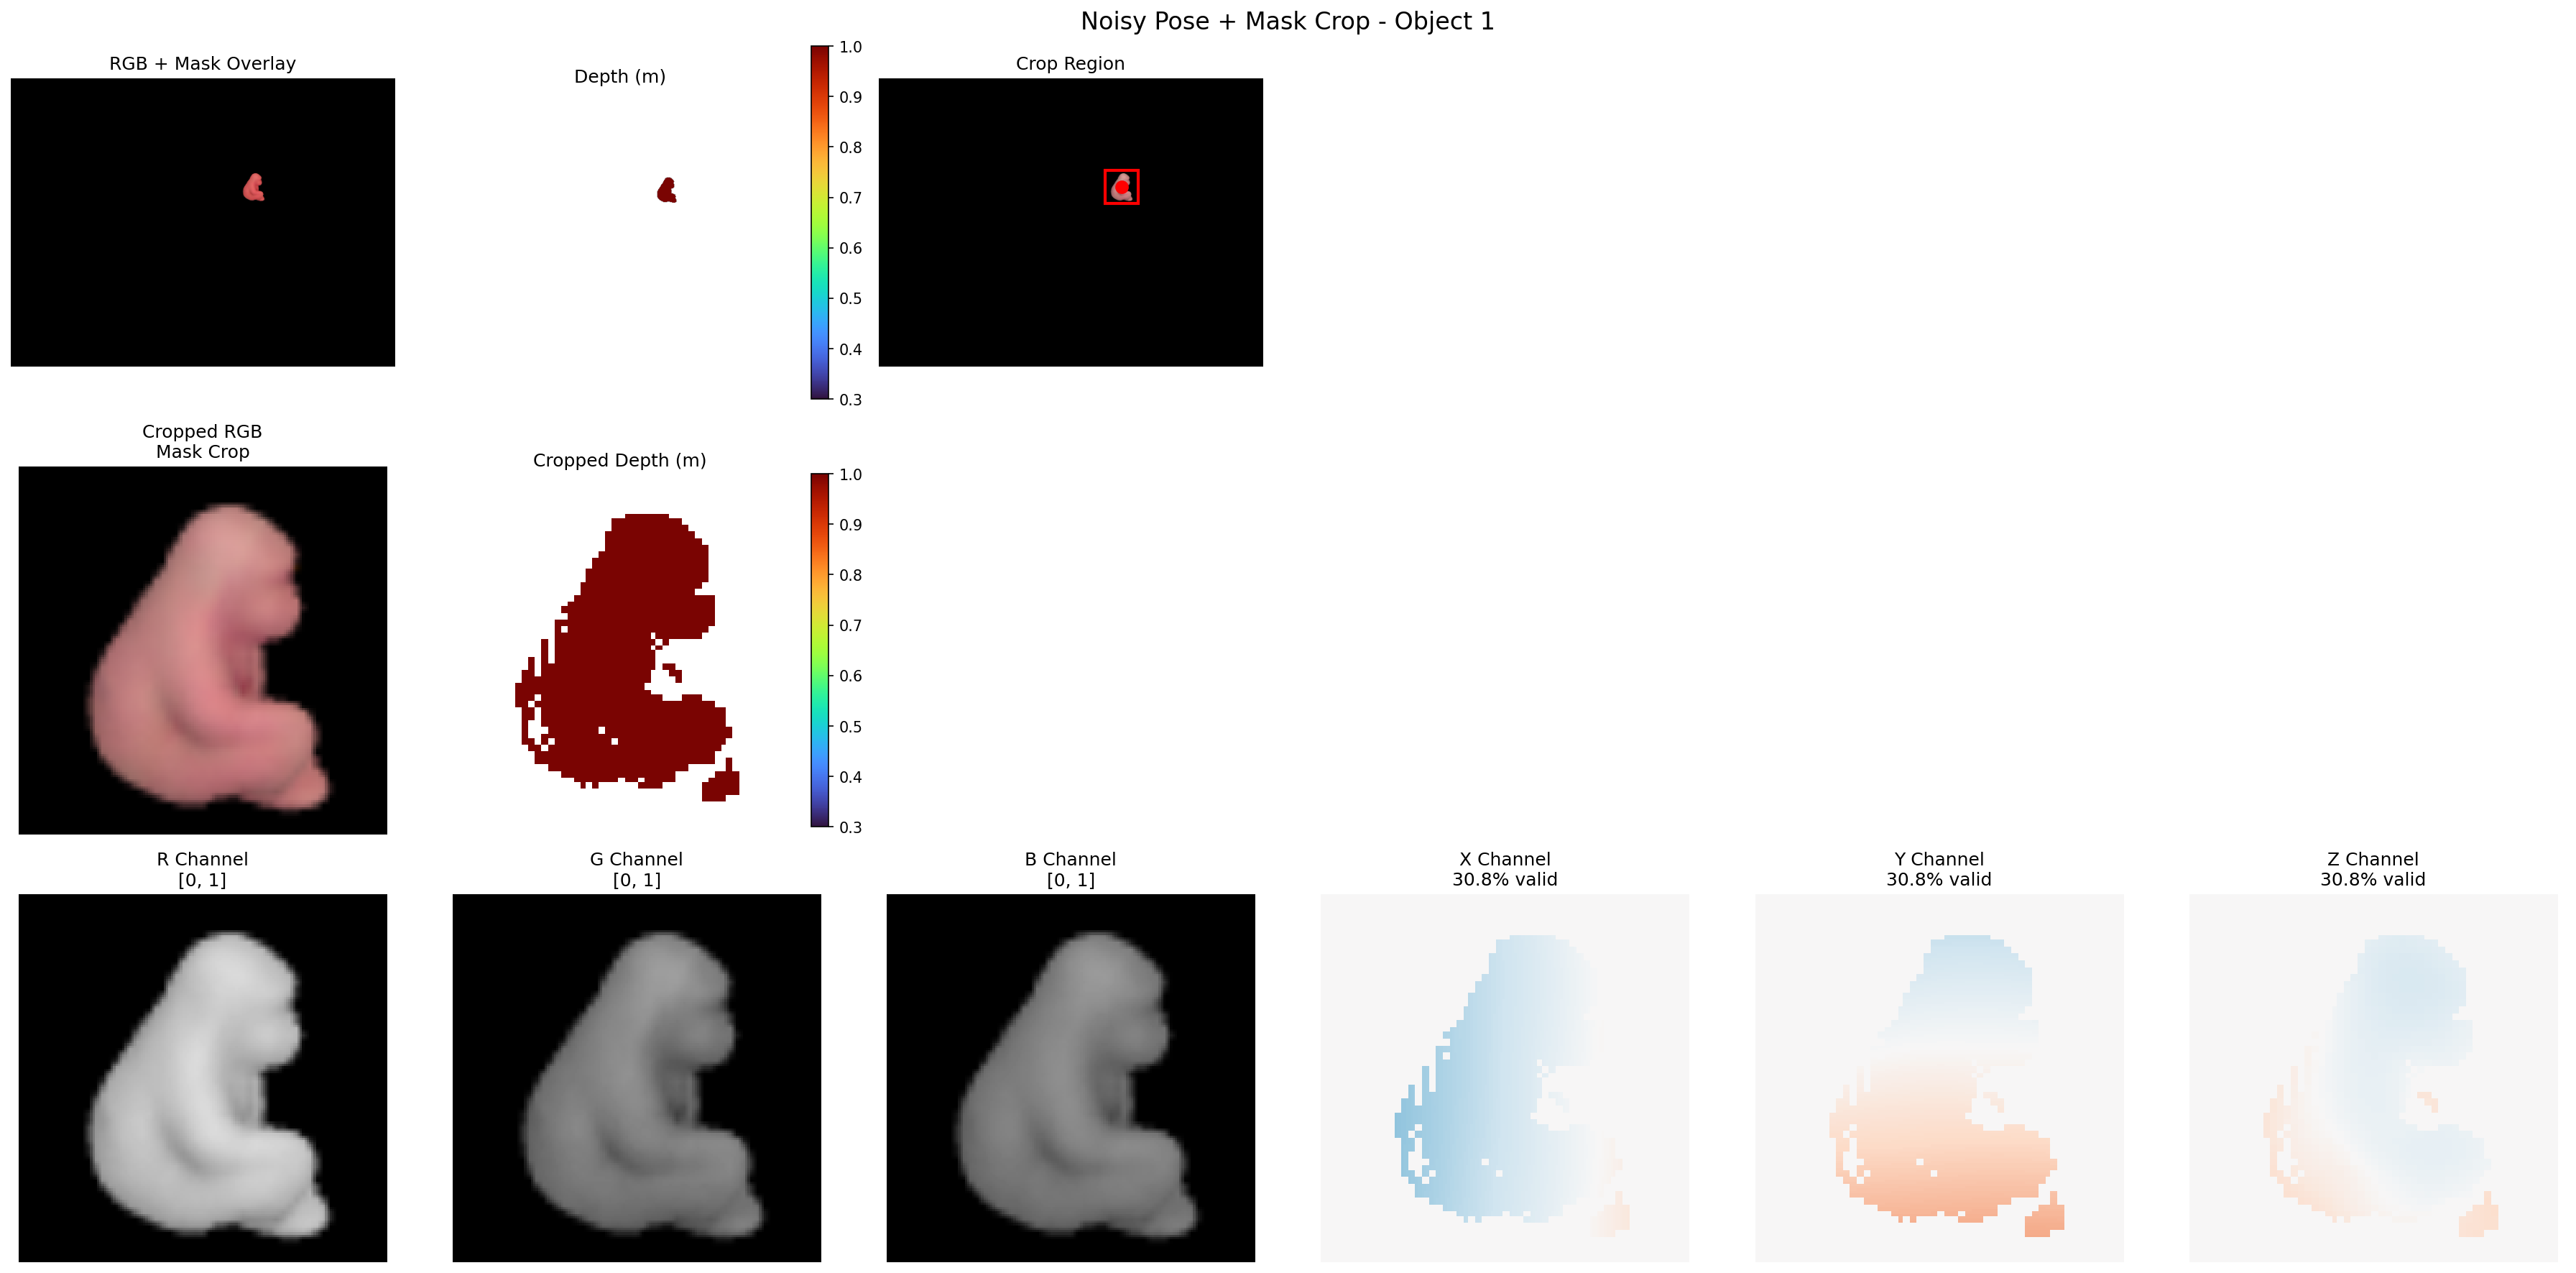 Noisy Pose + Mask Crop - Object 1
RGB + Mask Overlay
Depth (m)
1.0
0.9
0.8
0.7
0.6
0.5
0.4
0.3
Crop Region
Cropped RGB
Mask Crop
Cropped Depth (m)
1.0
0.9
0.8
0.7
0.6
0.5
0.4
0.3
R Channel
[0, 1]
G Channel
[0, 1]
B Channel
[0, 1]
X Channel
30.8% valid
Y Channel
30.8% valid
Z Channel
30.8% valid